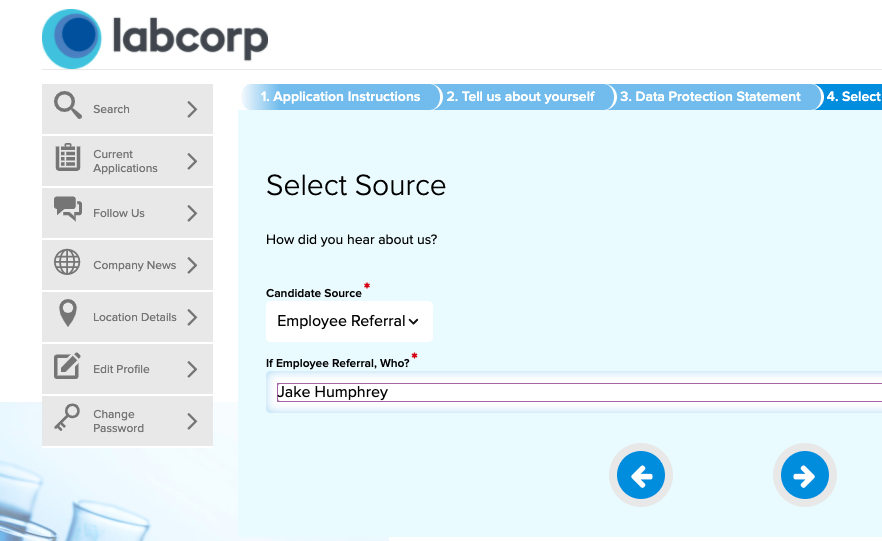 labcorp
Search
Current
Applications
Follow Us
Company News
Location Details
Edit Profile
Change
Password
1. Application Instructions
2. Tell us about yourself
3. Data Protection Statement
4. Select
Select Source
How did you hear about us?
Candidate Source*
Employee Referral
If Employee Referral, Who?*
Jake Humphrey